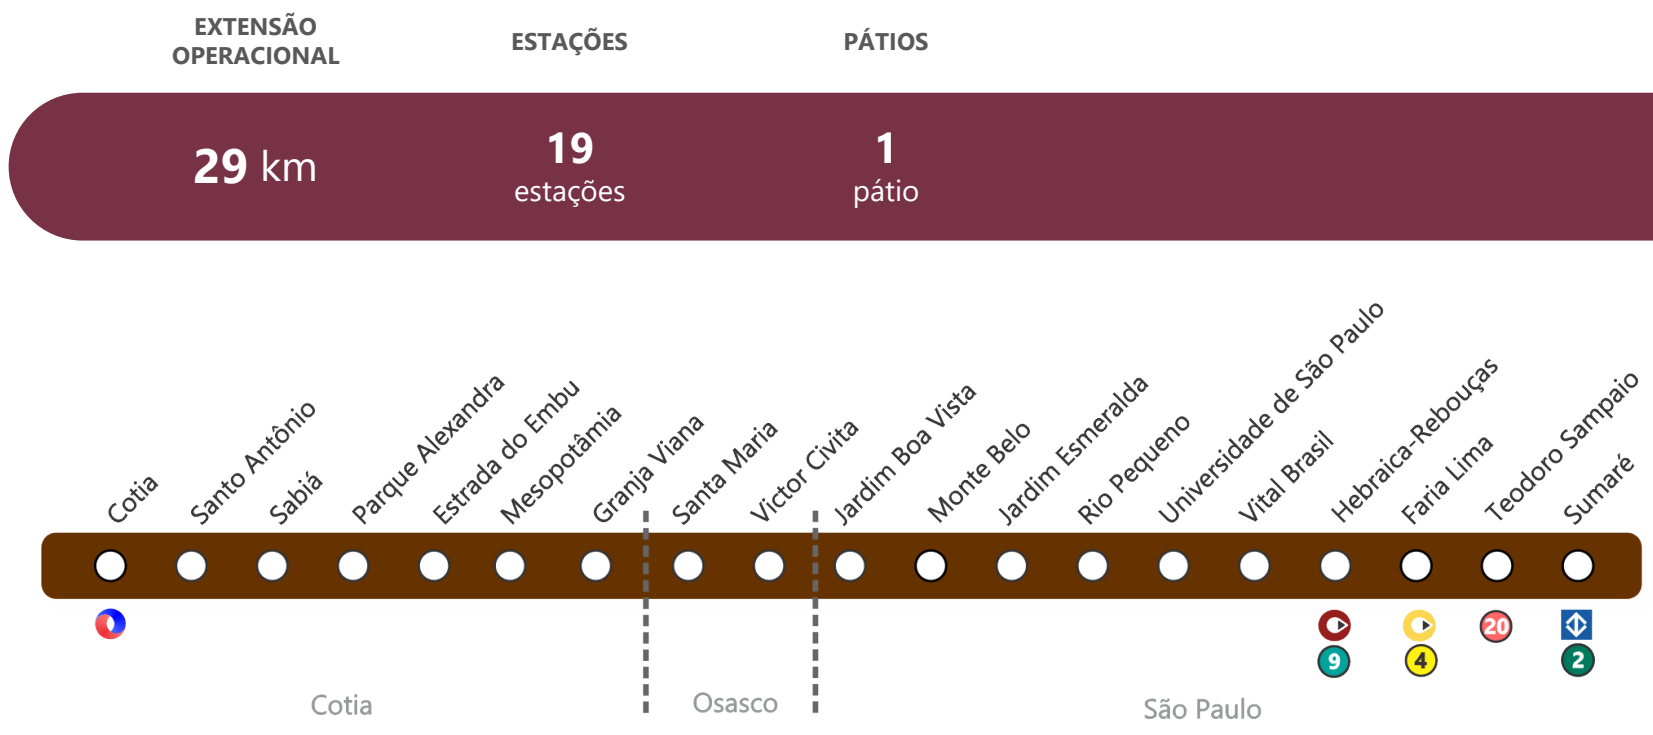 EXTENSÃO
OPERACIONAL
ESTAÇÕES
PÁTIOS
29 km
19
estações
1
pátio
Cotia
Santo Antônio
Sabiá
Parque Alexandra
Estrada do Embu
Mesopotâmia
Granja Viana
Santa Maria
Victor Civita
Jardim Boa Vista
Monte Belo
Jardim Esmeralda
Rio Pequeno
Universidade de São Paulo
Vital Brasil
Hebraica-Rebouças
Faria Lima
Teodoro Sampaio
Sumaré
9
4
20
2
Cotia
Osasco
São Paulo